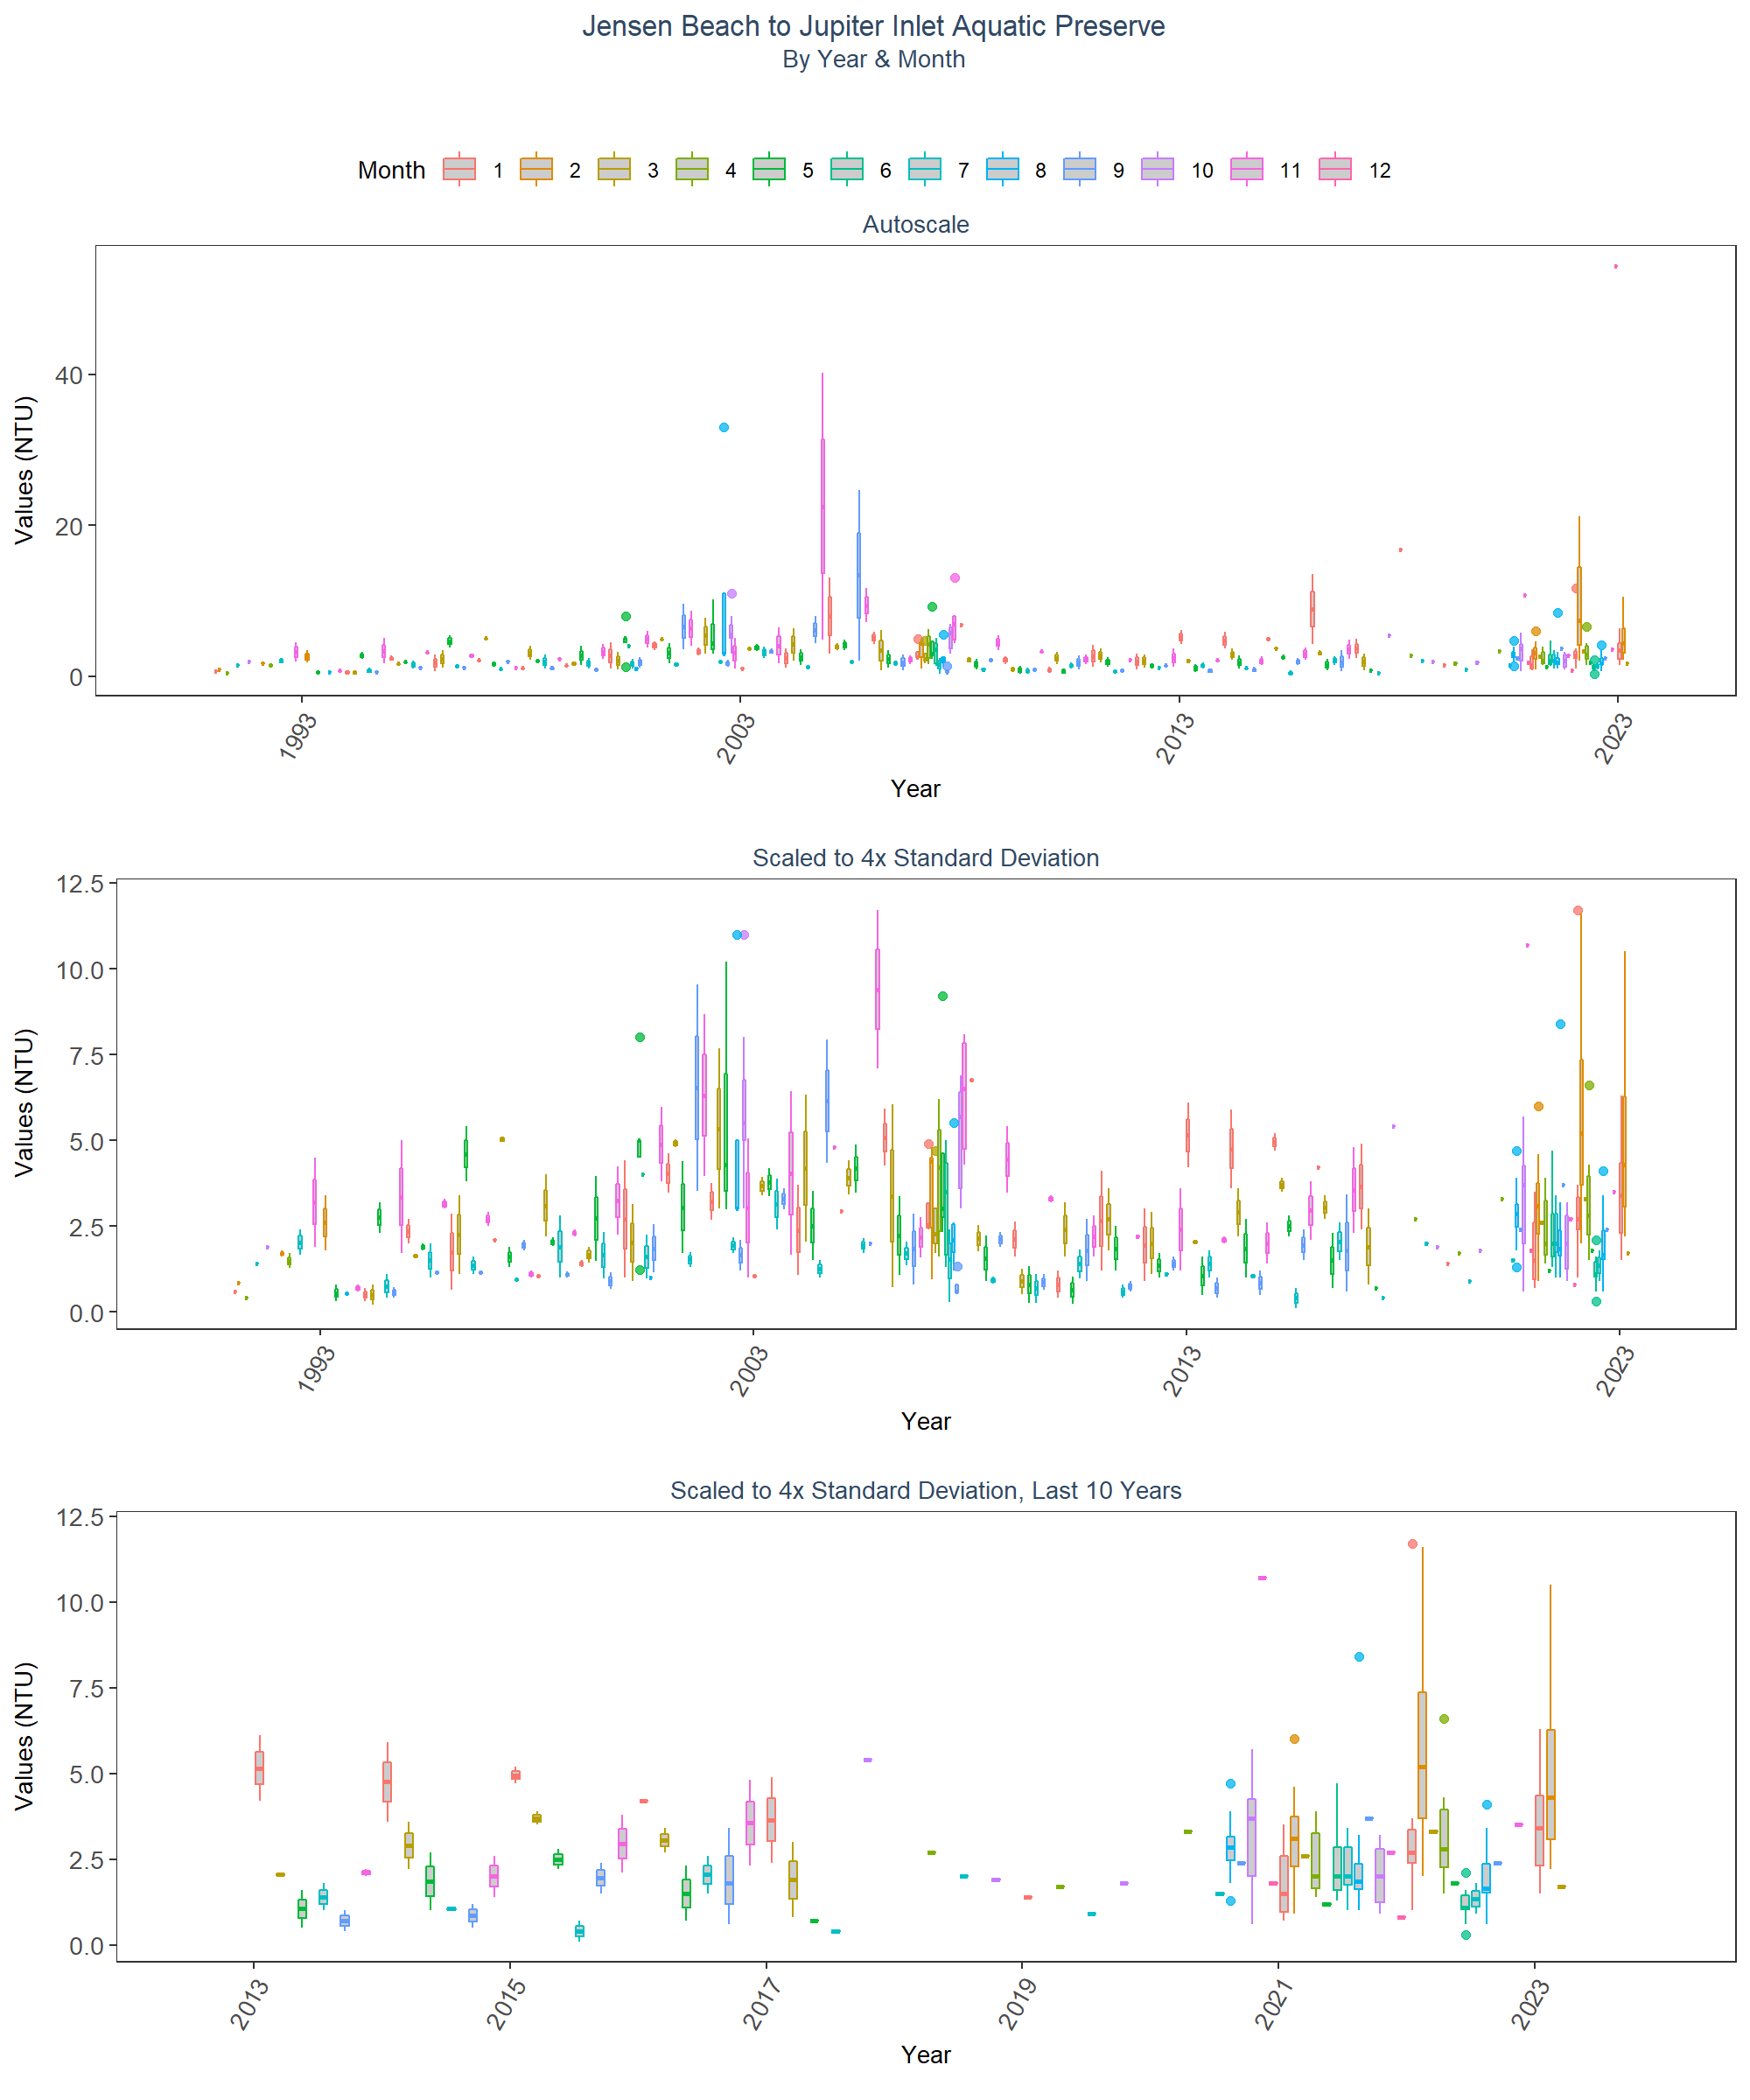 Jensen Beach to Jupiter Inlet Aquatic Preserve
By Year & Month
Month 1 2 3 4 5 6 7 8 9 10 11 12
Autoscale
Values (NTU)
40
20
0
1993 2003 2013 2023
Year
Scaled to 4x Standard Deviation
Values (NTU)
12.5
10.0
7.5
5.0
2.5
0.0
1993 2003 2013 2023
Year
Scaled to 4x Standard Deviation, Last 10 Years
Values (NTU)
12.5
10.0
7.5
5.0
2.5
0.0
2013 2015 2017 2019 2021 2023
Year